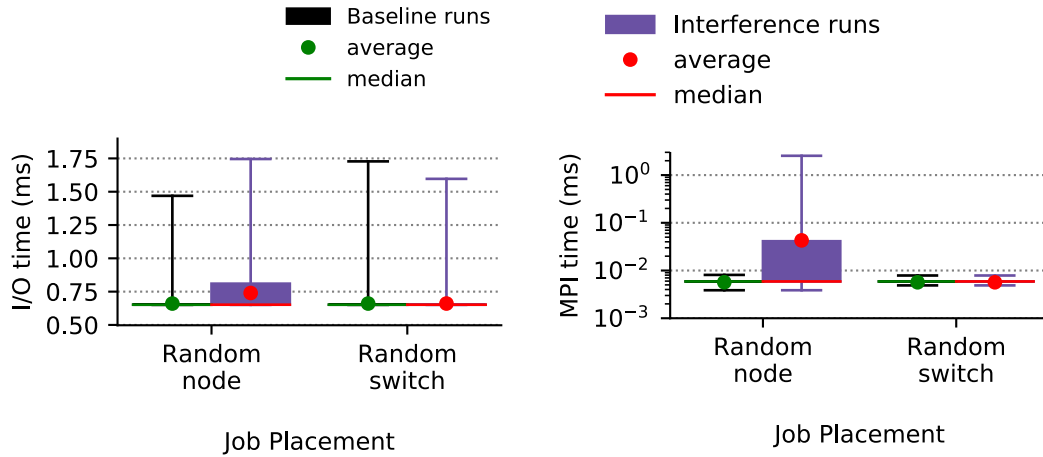 Baseline runs
average
median
I/O time (ms)
1.75
1.50
1.25
1.00
0.75
0.50
Random
node
Random
switch
Job Placement
Interference runs
average
median
MPI time (ms)
10⁰
10⁻¹
10⁻²
10⁻³
Random
node
Random
switch
Job Placement